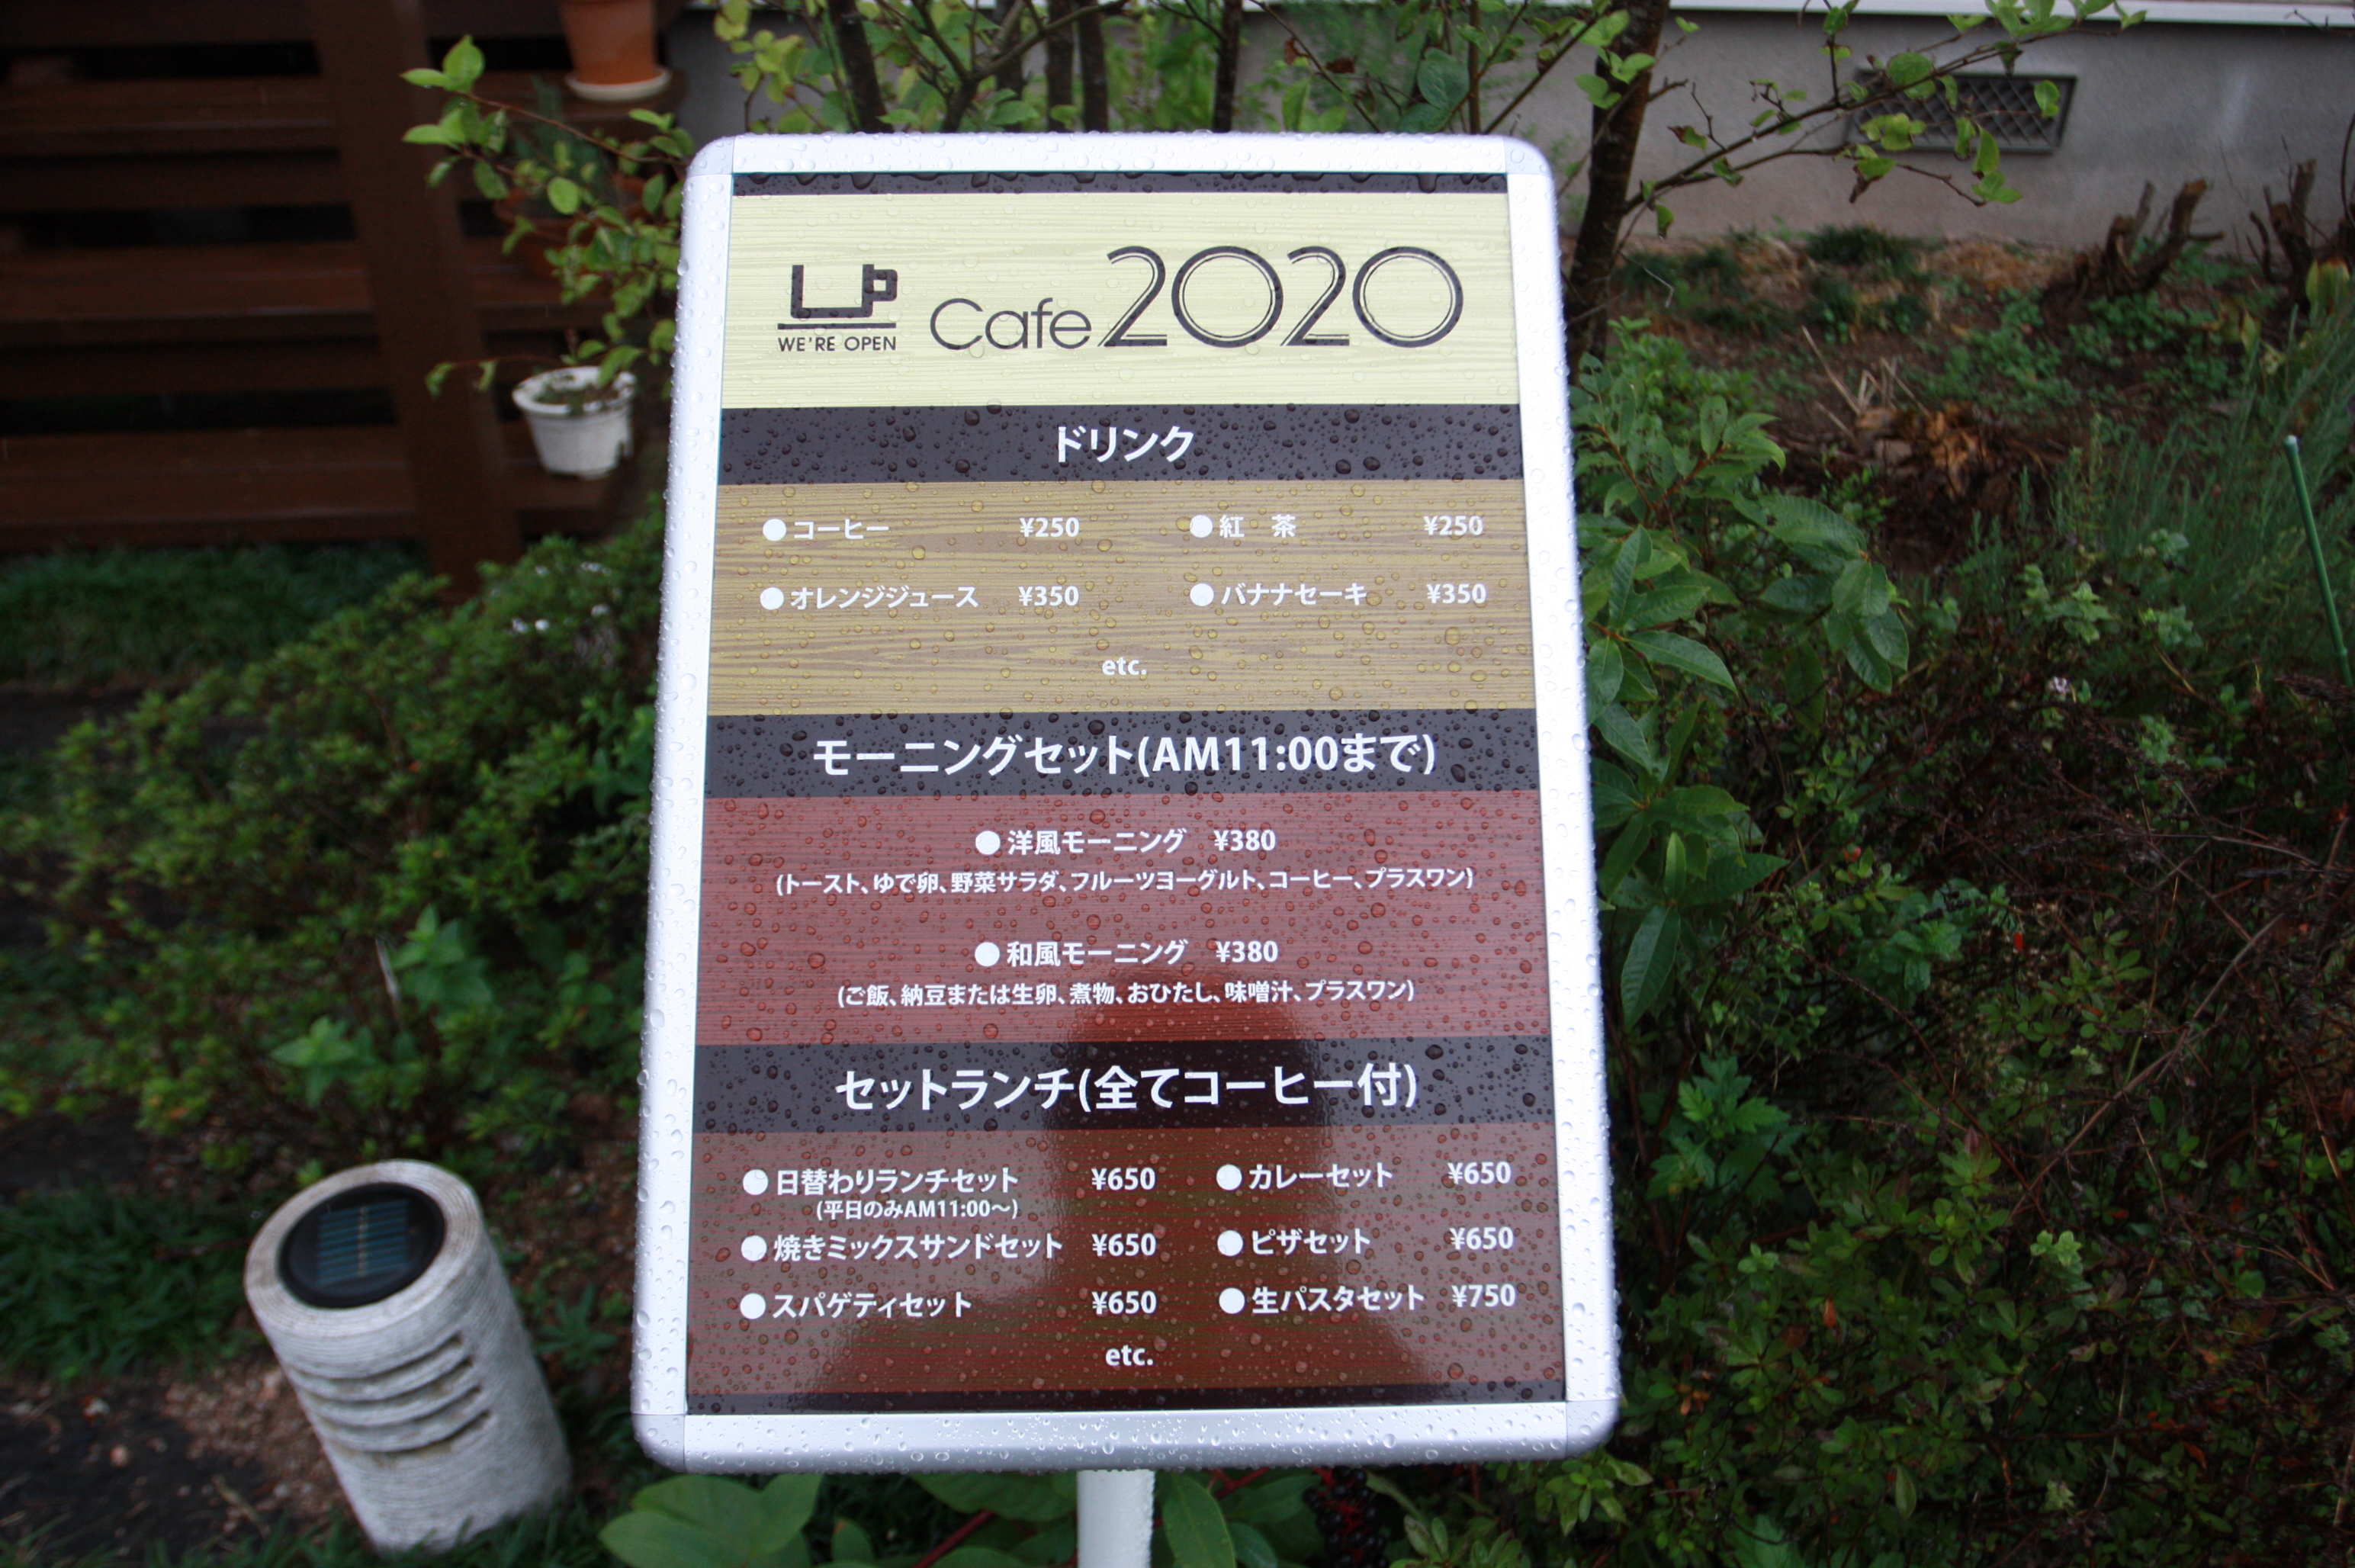 WE'RE OPEN
Cafe 2020
ドリンク
●コーヒー ¥250 ●紅　茶 ¥250
●オレンジジュース ¥350 ●バナナセーキ ¥350
etc.
モーニングセット(AM11:00まで)
●洋風モーニング ¥380
(トースト、ゆで卵、野菜サラダ、フルーツヨーグルト、コーヒー、プラスワン)
●和風モーニング ¥380
(ご飯、納豆または生卵、煮物、おひたし、味噌汁、プラスワン)
セットランチ(全てコーヒー付)
●日替わりランチセット ¥650 ●カレーセット ¥650
(平日のみAM11:00～)
●焼きミックスサンドセット ¥650 ●ピザセット ¥650
●スパゲティセット ¥650 ●生パスタセット ¥750
etc.